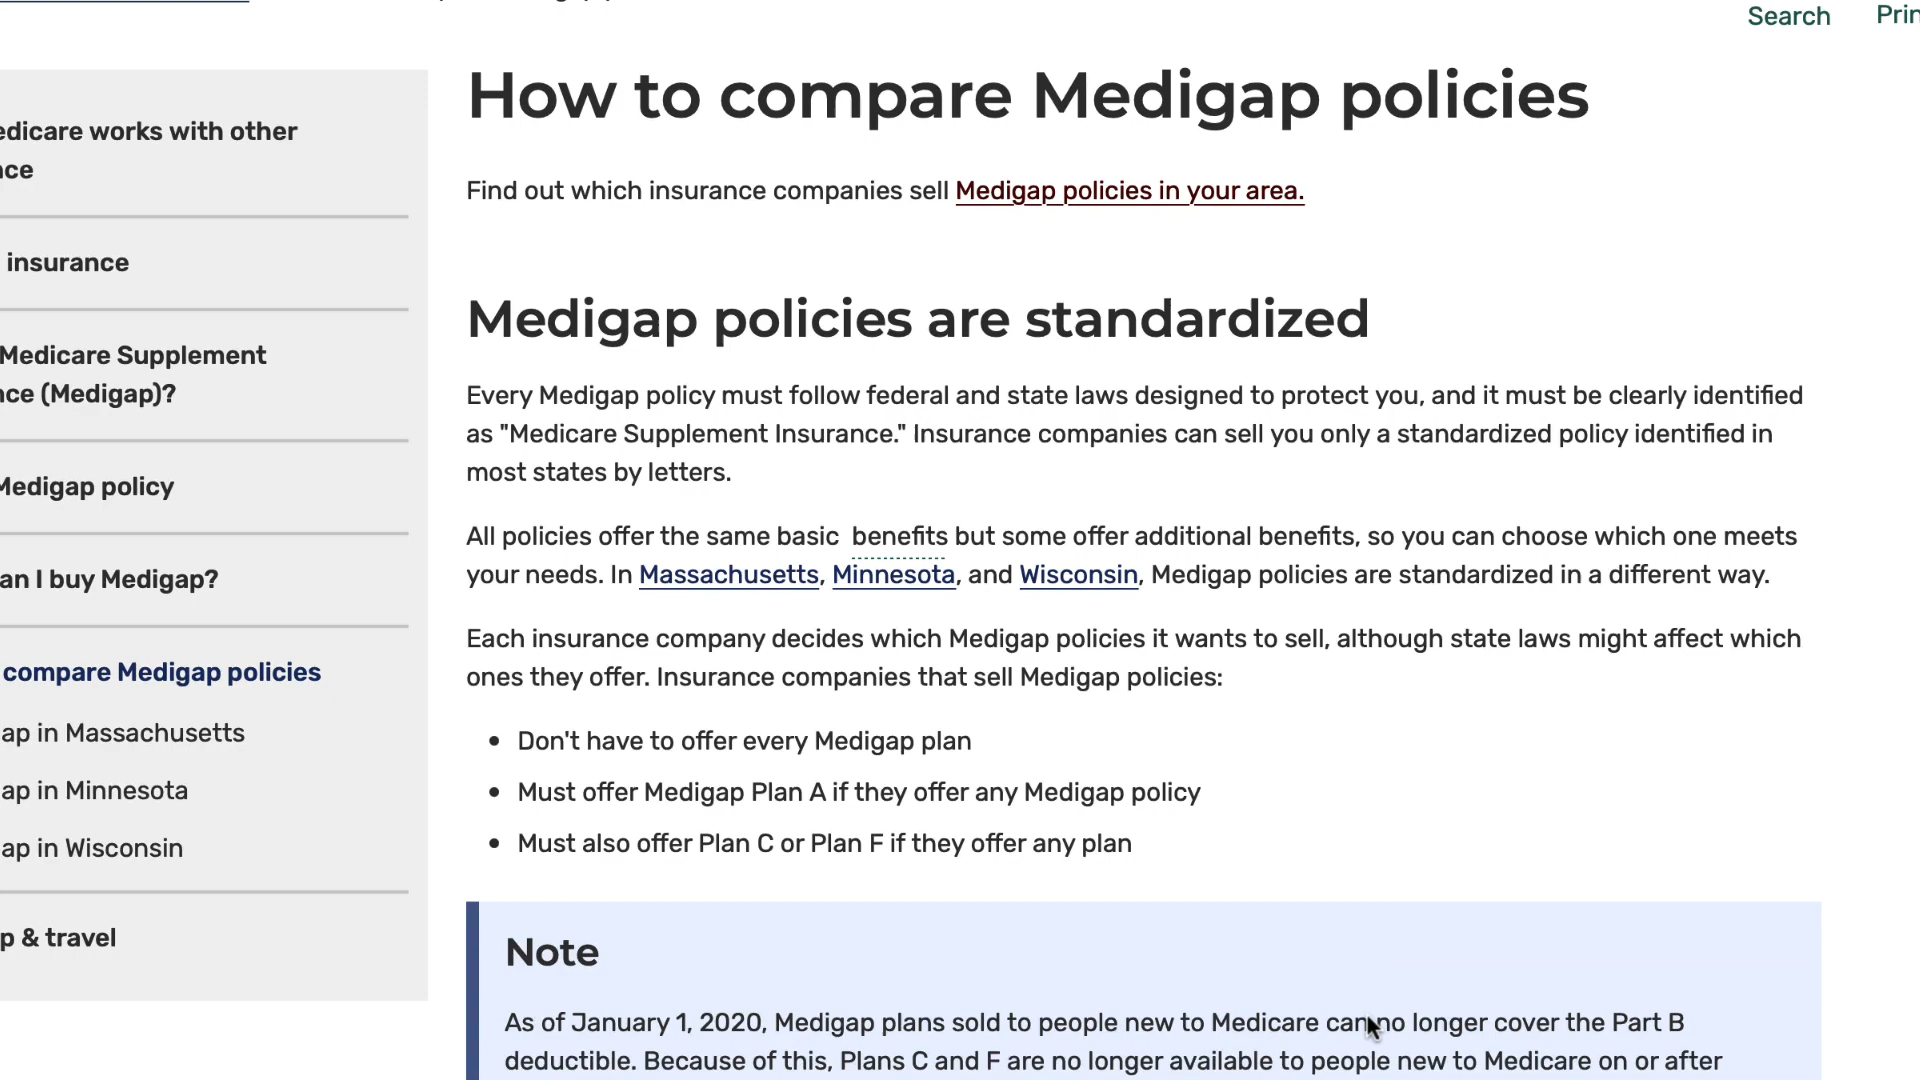 Search
How to compare Medigap policies
Find out which insurance companies sell Medigap policies in your area.
Medigap policies are standardized
Every Medigap policy must follow federal and state laws designed to protect you, and it must be clearly identified
as "Medicare Supplement Insurance." Insurance companies can sell you only a standardized policy identified in
most states by letters.
All policies offer the same basic benefits but some offer additional benefits, so you can choose which one meets
your needs. In Massachusetts, Minnesota, and Wisconsin, Medigap policies are standardized in a different way.
Each insurance company decides which Medigap policies it wants to sell, although state laws might affect which
ones they offer. Insurance companies that sell Medigap policies:
Don't have to offer every Medigap plan
Must offer Medigap Plan A if they offer any Medigap policy
Must also offer Plan C or Plan F if they offer any plan
Note
As of January 1, 2020, Medigap plans sold to people new to Medicare can no longer cover the Part B
deductible. Because of this, Plans C and F are no longer available to people new to Medicare on or after
edicare works with other
nce
insurance
Medicare Supplement
nce (Medigap)?
Medigap policy
an I buy Medigap?
compare Medigap policies
ap in Massachusetts
ap in Minnesota
ap in Wisconsin
p & travel